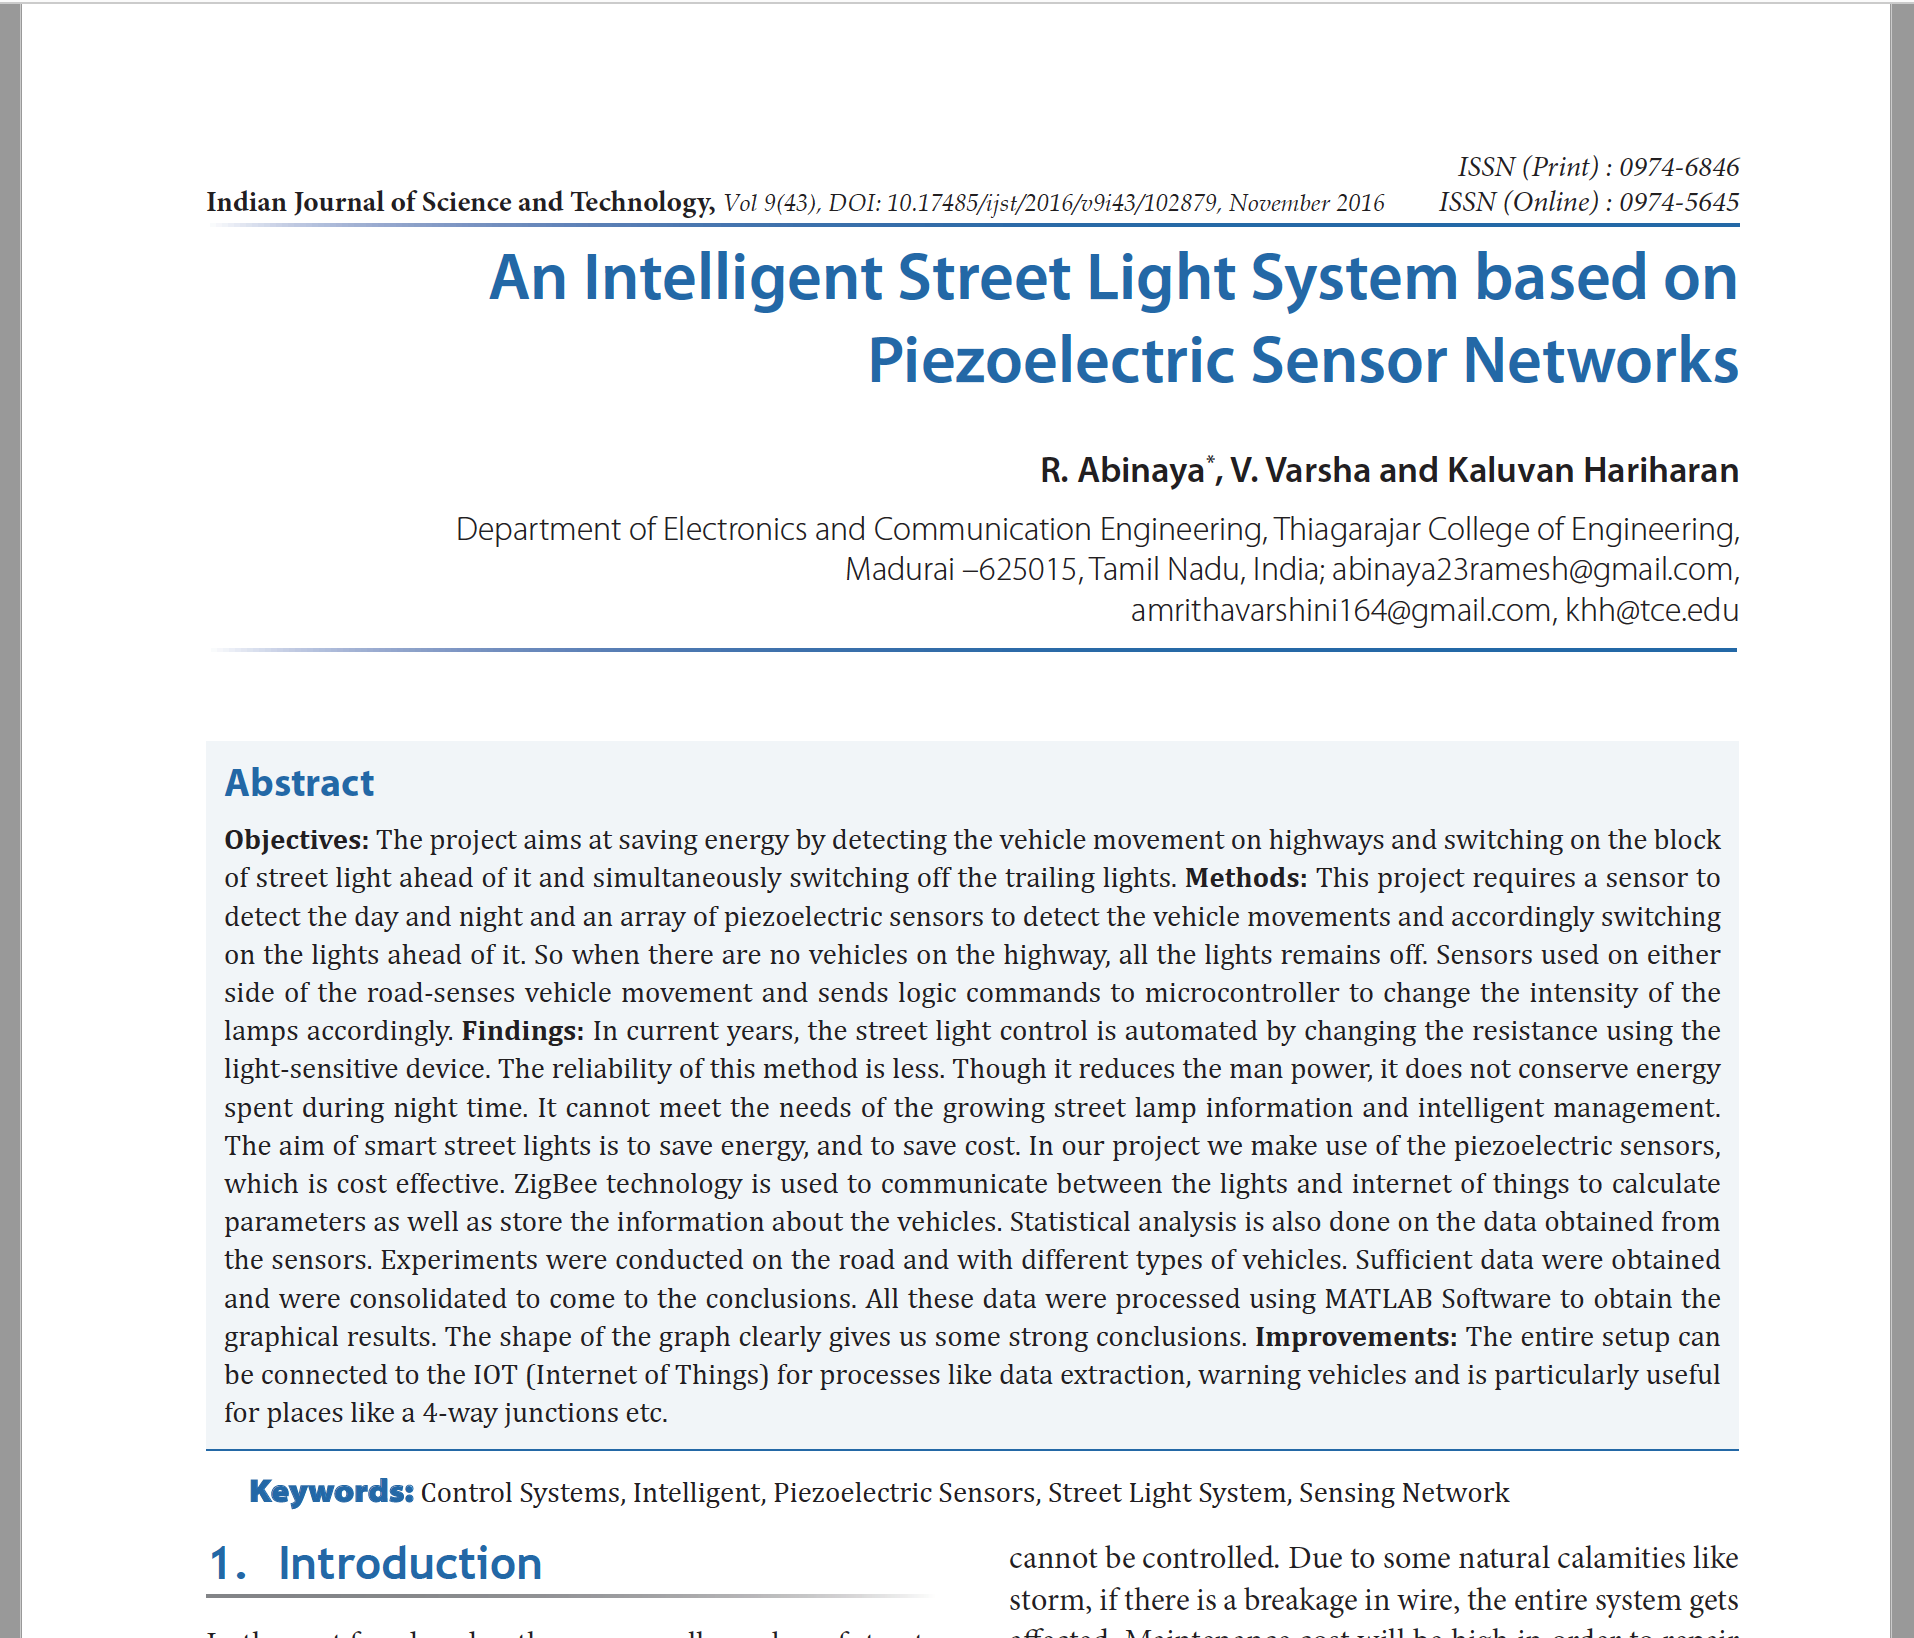 ISSN (Print) : 0974-6846
Indian Journal of Science and Technology, Vol 9(43), DOI: 10.17485/ijst/2016/v9i43/102879, November 2016 ISSN (Online) : 0974-5645
An Intelligent Street Light System based on
Piezoelectric Sensor Networks
R. Abinaya*, V. Varsha and Kaluvan Hariharan
Department of Electronics and Communication Engineering, Thiagarajar College of Engineering,
Madurai –625015, Tamil Nadu, India; abinaya23ramesh@gmail.com,
amrithavarshini164@gmail.com, khh@tce.edu
Abstract
Objectives: The project aims at saving energy by detecting the vehicle movement on highways and switching on the block
of street light ahead of it and simultaneously switching off the trailing lights. Methods: This project requires a sensor to
detect the day and night and an array of piezoelectric sensors to detect the vehicle movements and accordingly switching
on the lights ahead of it. So when there are no vehicles on the highway, all the lights remains off. Sensors used on either
side of the road-senses vehicle movement and sends logic commands to microcontroller to change the intensity of the
lamps accordingly. Findings: In current years, the street light control is automated by changing the resistance using the
light-sensitive device. The reliability of this method is less. Though it reduces the man power, it does not conserve energy
spent during night time. It cannot meet the needs of the growing street lamp information and intelligent management.
The aim of smart street lights is to save energy, and to save cost. In our project we make use of the piezoelectric sensors,
which is cost effective. ZigBee technology is used to communicate between the lights and internet of things to calculate
parameters as well as store the information about the vehicles. Statistical analysis is also done on the data obtained from
the sensors. Experiments were conducted on the road and with different types of vehicles. Sufficient data were obtained
and were consolidated to come to the conclusions. All these data were processed using MATLAB Software to obtain the
graphical results. The shape of the graph clearly gives us some strong conclusions. Improvements: The entire setup can
be connected to the IOT (Internet of Things) for processes like data extraction, warning vehicles and is particularly useful
for places like a 4-way junctions etc.
Keywords: Control Systems, Intelligent, Piezoelectric Sensors, Street Light System, Sensing Network
1. Introduction
cannot be controlled. Due to some natural calamities like
storm, if there is a breakage in wire, the entire system gets